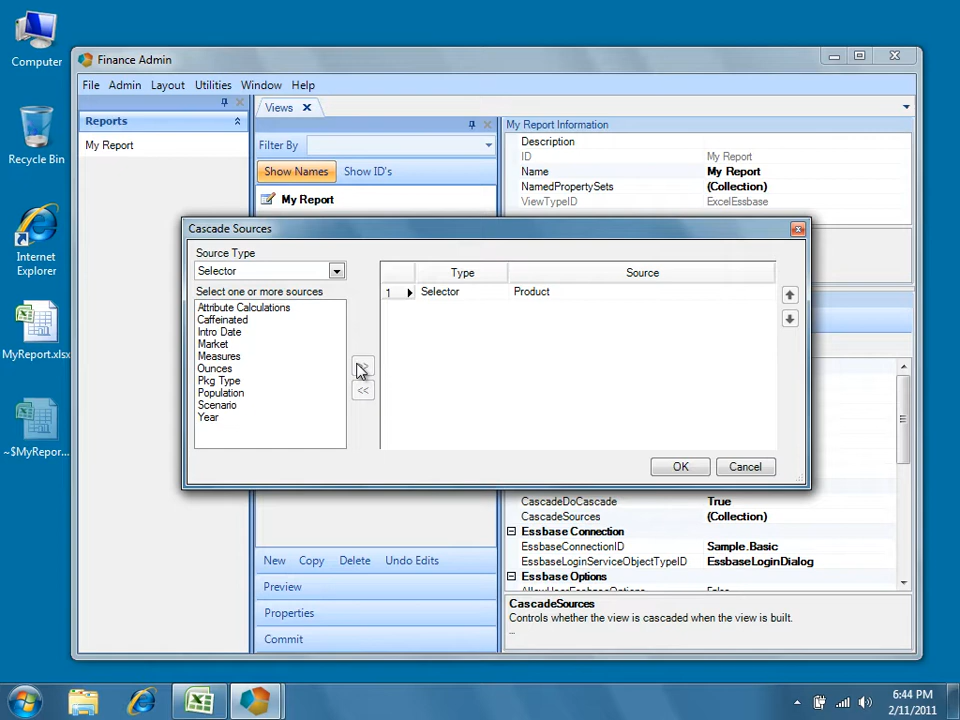 Computer
Recycle Bin
Internet
Explorer
MyReport.xlsx
~$MyRepor...
Finance Admin
File Admin Layout Utilities Window Help
Reports
My Report
Views
Filter By
Show Names Show ID's
My Report
My Report Information
Description
ID My Report
Name My Report
NamedPropertySets (Collection)
ViewTypeID ExcelEssbase
Cascade Sources
Source Type
Selector
Select one or more sources
Attribute Calculations
Caffeinated
Intro Date
Market
Measures
Ounces
Pkg Type
Population
Scenario
Year
>>
<<
Type Source
1 Selector Product
OK Cancel
CascadeDoCascade True
CascadeSources (Collection)
Essbase Connection
EssbaseConnectionID Sample.Basic
EssbaseLoginServiceObjectTypeID EssbaseLoginDialog
Essbase Options
CascadeSources
Controls whether the view is cascaded when the view is built.
...
New Copy Delete Undo Edits
Preview
Properties
Commit
6:44 PM
2/11/2011